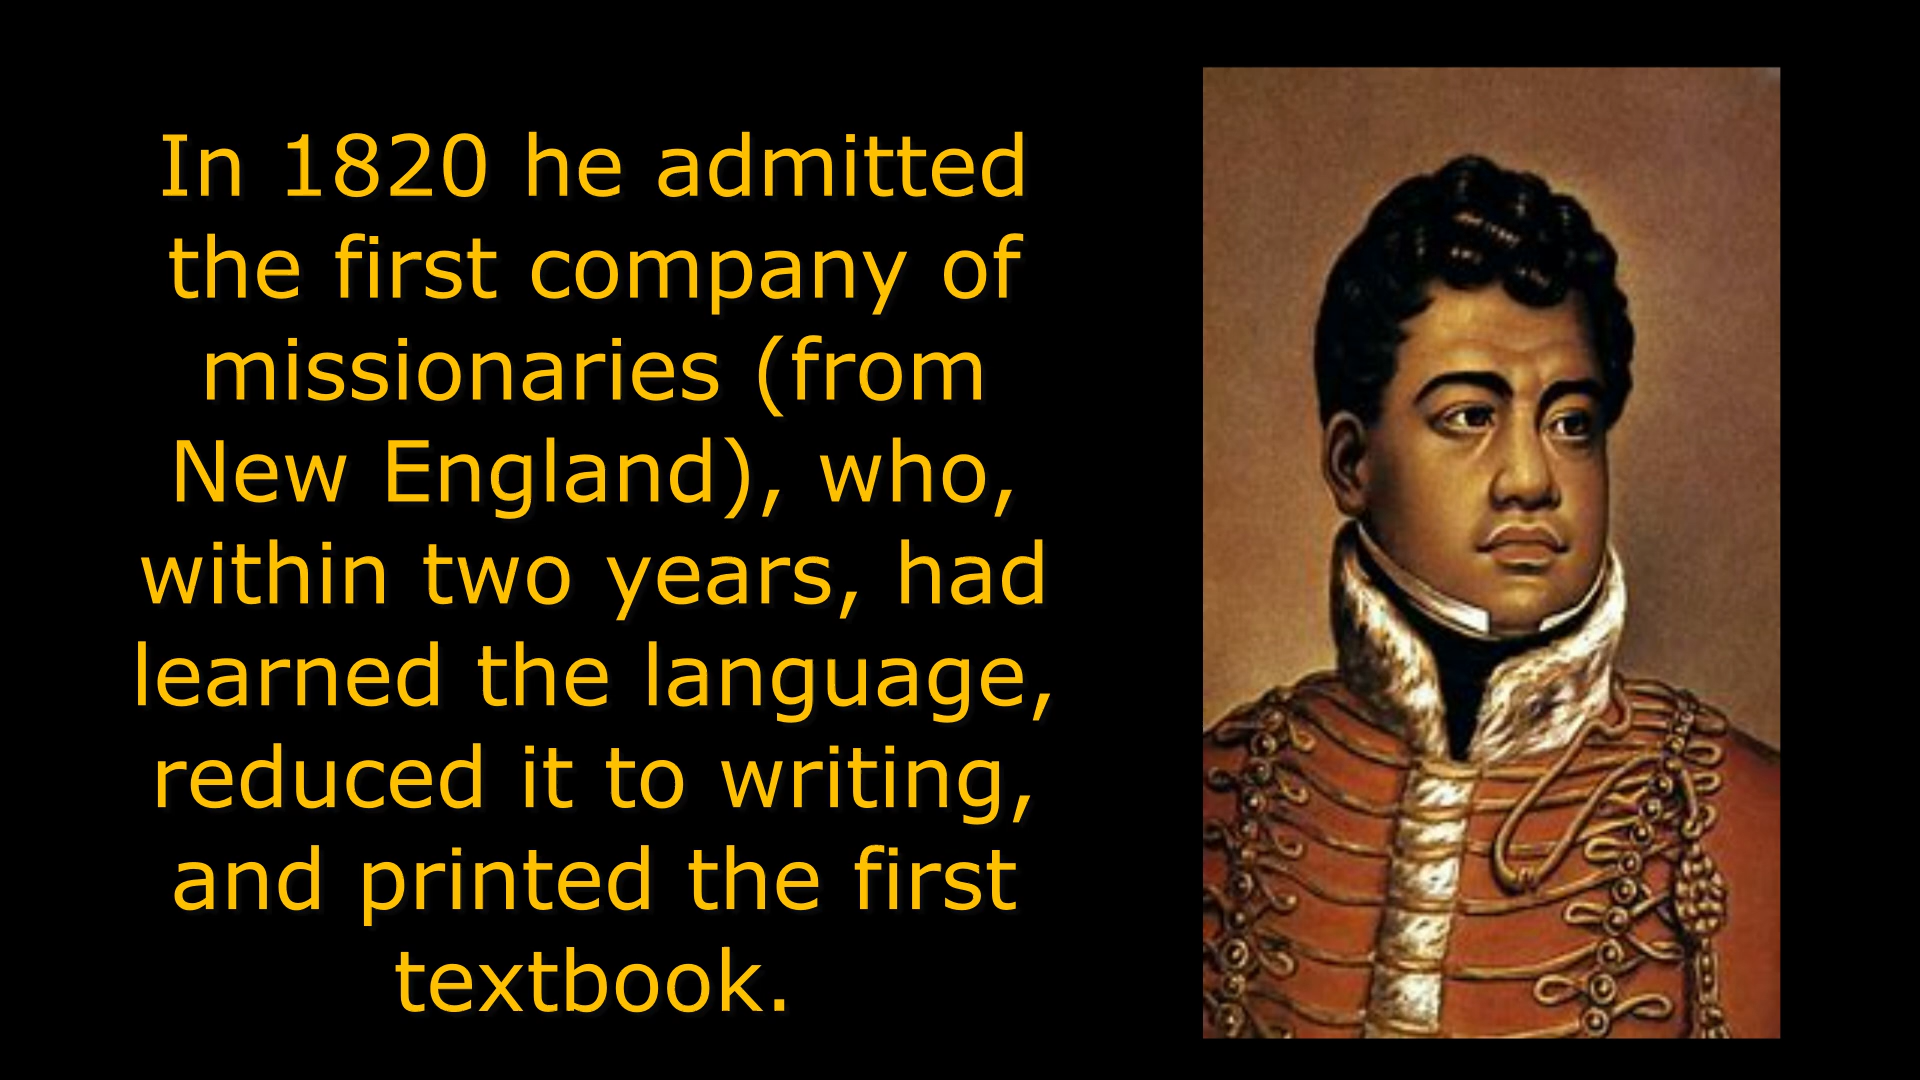 In 1820 he admitted
the first company of
missionaries (from
New England), who,
within two years, had
learned the language,
reduced it to writing,
and printed the first
textbook.